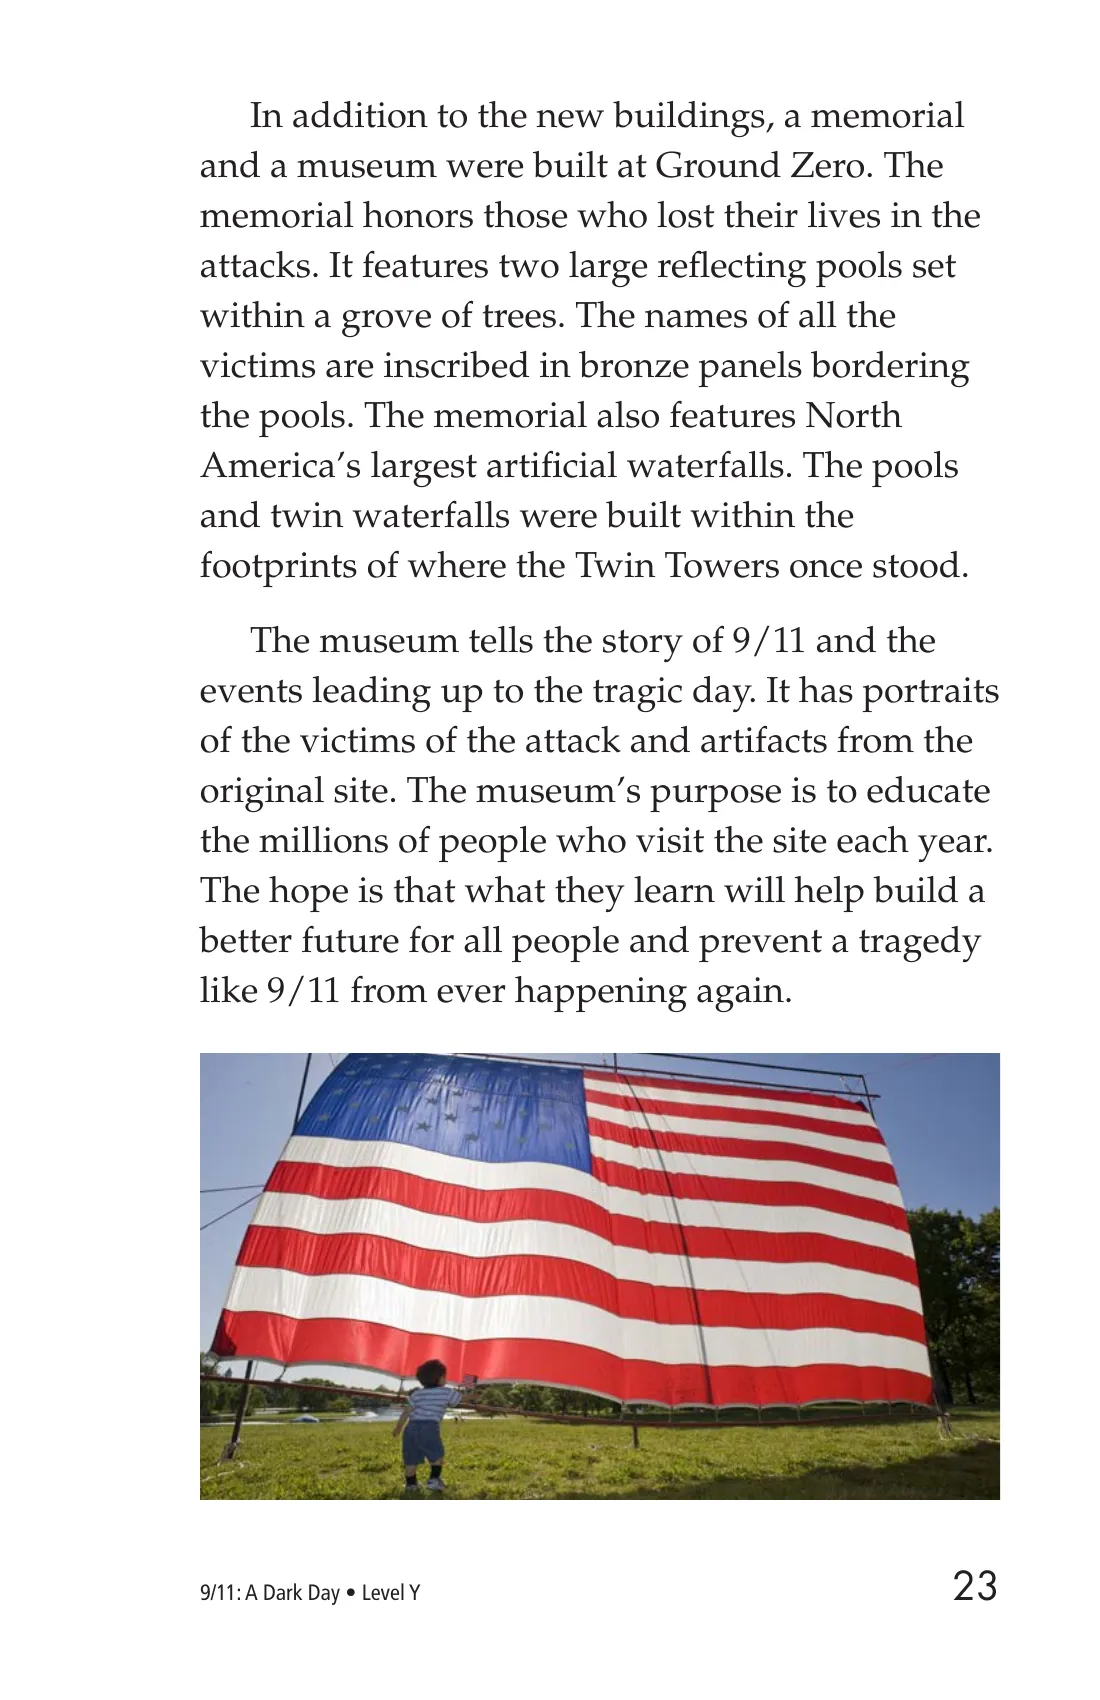 In addition to the new buildings, a memorial
and a museum were built at Ground Zero. The
memorial honors those who lost their lives in the
attacks. It features two large reflecting pools set
within a grove of trees. The names of all the
victims are inscribed in bronze panels bordering
the pools. The memorial also features North
America’s largest artificial waterfalls. The pools
and twin waterfalls were built within the
footprints of where the Twin Towers once stood.
The museum tells the story of 9/11 and the
events leading up to the tragic day. It has portraits
of the victims of the attack and artifacts from the
original site. The museum’s purpose is to educate
the millions of people who visit the site each year.
The hope is that what they learn will help build a
better future for all people and prevent a tragedy
like 9/11 from ever happening again.
9/11: A Dark Day • Level Y
23